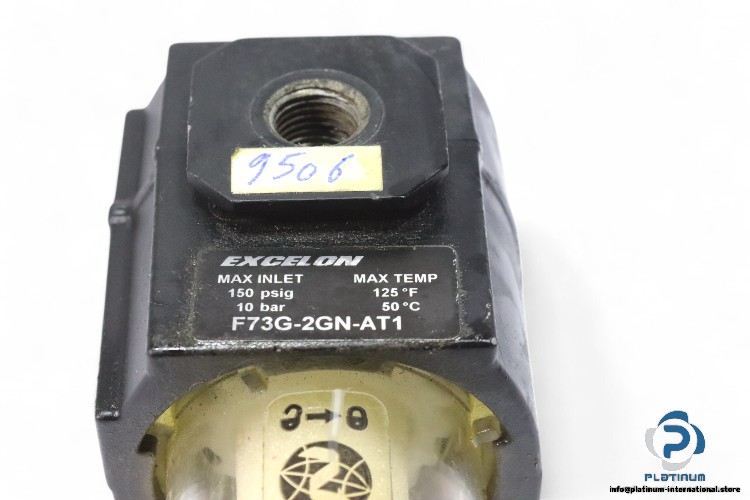 9506
EXCELON
MAX INLET MAX TEMP
150 psig 125°F
10 bar 50°C
F73G-2GN-AT1
PLATINUM
info@platinum-international.store